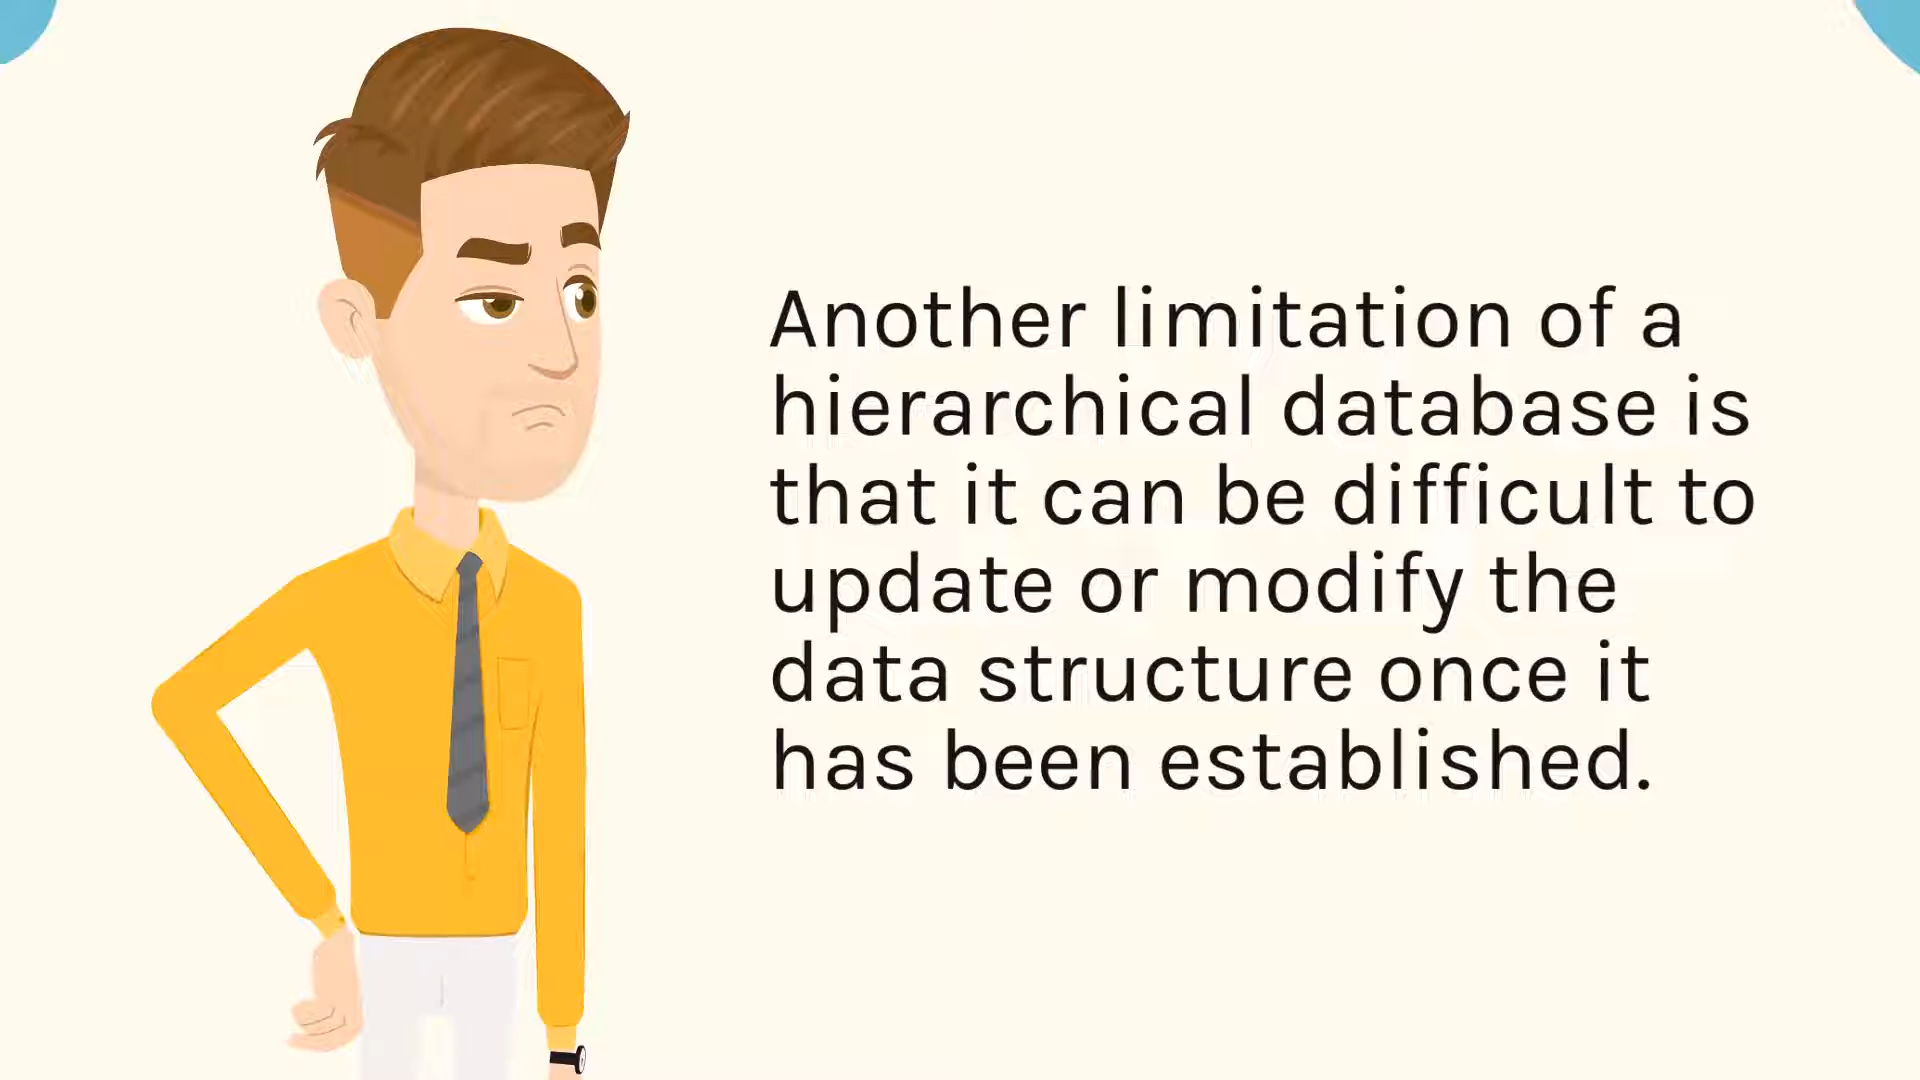 Another limitation of a
hierarchical database is
that it can be difficult to
update or modify the
data structure once it
has been established.